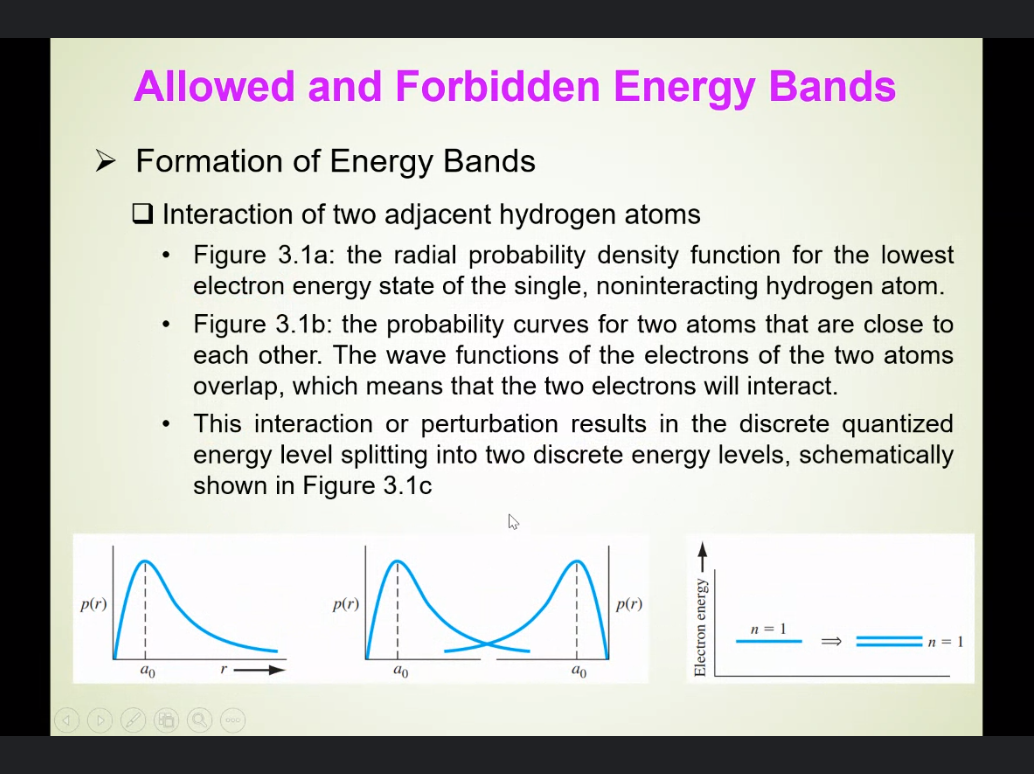 Allowed and Forbidden Energy Bands
Formation of Energy Bands
Interaction of two adjacent hydrogen atoms
• Figure 3.1a: the radial probability density function for the lowest
electron energy state of the single, noninteracting hydrogen atom.
• Figure 3.1b: the probability curves for two atoms that are close to
each other. The wave functions of the electrons of the two atoms
overlap, which means that the two electrons will interact.
• This interaction or perturbation results in the discrete quantized
energy level splitting into two discrete energy levels, schematically
shown in Figure 3.1c
p(r)
a₀
r
p(r)
a₀
a₀
p(r)
Electron energy
n = 1
⇒
n = 1